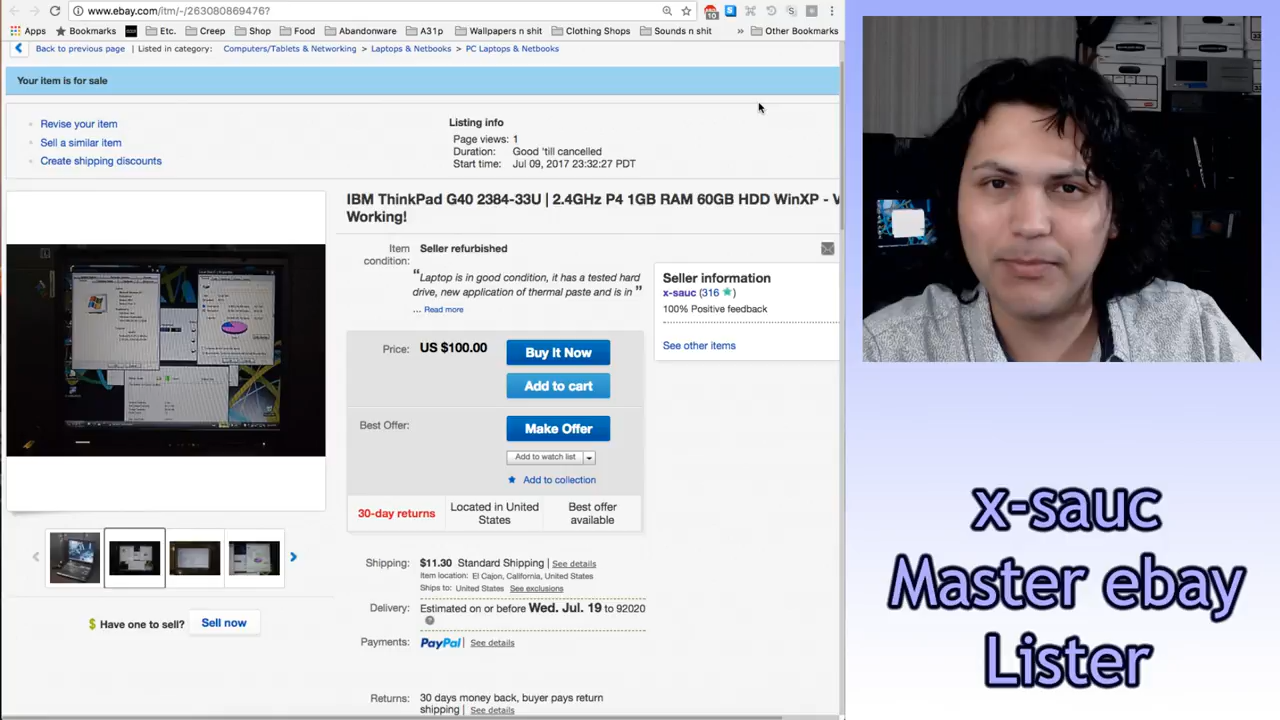 www.ebay.com/itm/-/263080869476?
10
Apps Bookmarks Etc. Creep Shop Food Abandonware A31p Wallpapers n shit Clothing Shops Sounds n shit » Other Bookmarks
Back to previous page | Listed in category: Computers/Tablets & Networking > Laptops & Netbooks > PC Laptops & Netbooks
Your item is for sale
Revise your item
Sell a similar item
Create shipping discounts
Listing info
Page views: 1
Duration: Good 'till cancelled
Start time: Jul 09, 2017 23:32:27 PDT
IBM ThinkPad G40 2384-33U | 2.4GHz P4 1GB RAM 60GB HDD WinXP - V
Working!
Item condition: Seller refurbished
"Laptop is in good condition, it has a tested hard
drive, new application of thermal paste and is in"
... Read more
Seller information
x-sauc (316 ★)
100% Positive feedback
See other items
Price: US $100.00
Buy It Now
Add to cart
Best Offer:
Make Offer
Add to watch list
Add to collection
30-day returns
Located in United
States
Best offer
available
Have one to sell? Sell now
Shipping: $11.30 Standard Shipping | See details
Item location: El Cajon, California, United States
Ships to: United States See exclusions
Delivery: Estimated on or before Wed. Jul. 19 to 92020
Payments: PayPal | See details
Returns: 30 days money back, buyer pays return
shipping | See details
x-sauc
Master ebay
Lister